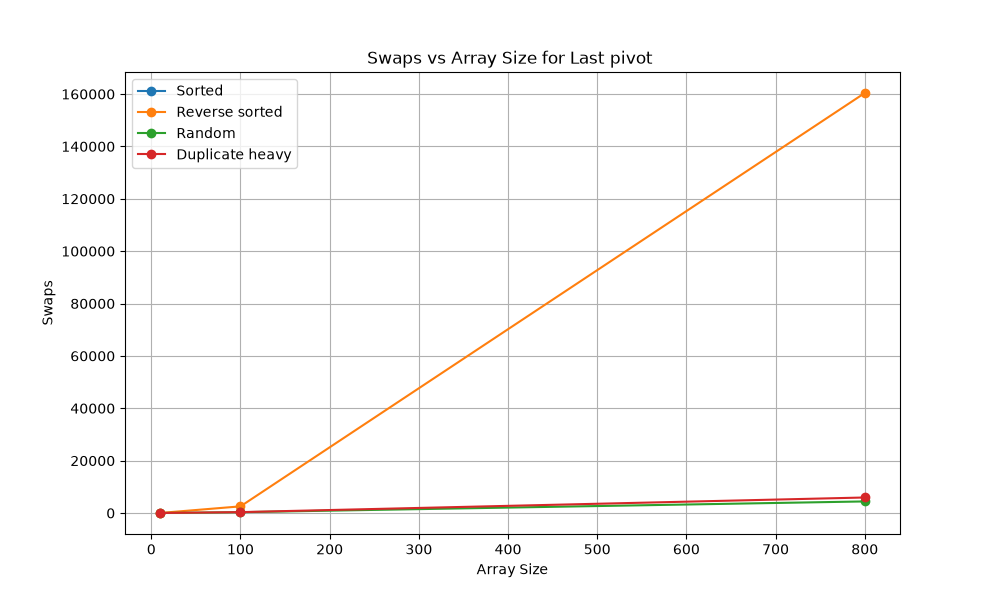 Swaps vs Array Size for Last pivot
Sorted
Reverse sorted
Random
Duplicate heavy
160000
140000
120000
100000
80000
60000
40000
20000
0
Swaps
0 100 200 300 400 500 600 700 800
Array Size